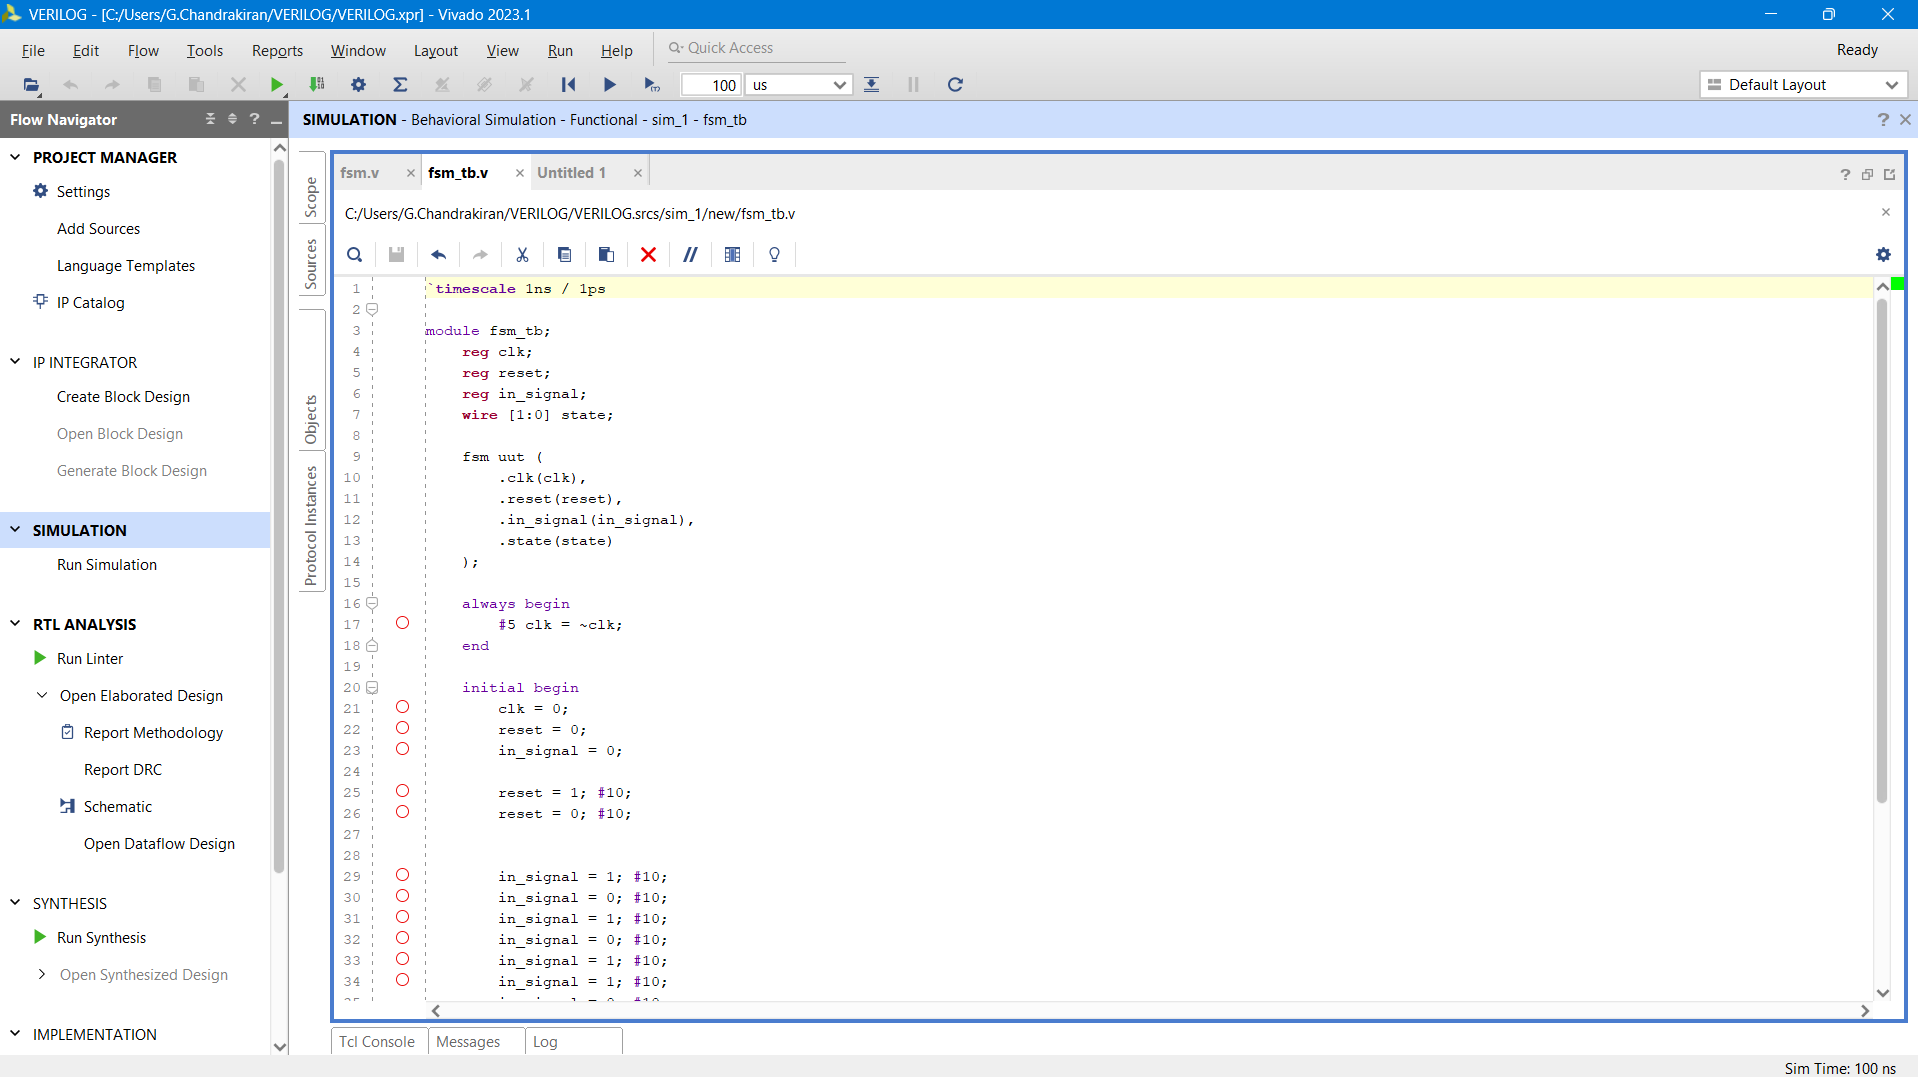 VERILOG - [C:/Users/G.Chandrakiran/VERILOG/VERILOG.xpr] - Vivado 2023.1
File Edit Flow Tools Reports Window Layout View Run Help Quick Access Ready
100 us Default Layout
Flow Navigator ?
SIMULATION - Behavioral Simulation - Functional - sim_1 - fsm_tb ?
PROJECT MANAGER
Settings
Add Sources
Language Templates
IP Catalog
IP INTEGRATOR
Create Block Design
Open Block Design
Generate Block Design
SIMULATION
Run Simulation
RTL ANALYSIS
Run Linter
Open Elaborated Design
Report Methodology
Report DRC
Schematic
Open Dataflow Design
SYNTHESIS
Run Synthesis
Open Synthesized Design
IMPLEMENTATION
Scope
Sources
Objects
Protocol Instances
fsm.v fsm_tb.v Untitled 1 ?
C:/Users/G.Chandrakiran/VERILOG/VERILOG.srcs/sim_1/new/fsm_tb.v
1 `timescale 1ns / 1ps
2
3 module fsm_tb;
4 reg clk;
5 reg reset;
6 reg in_signal;
7 wire [1:0] state;
8
9 fsm uut (
10 .clk(clk),
11 .reset(reset),
12 .in_signal(in_signal),
13 .state(state)
14 );
15
16 always begin
17 #5 clk = ~clk;
18 end
19
20 initial begin
21 clk = 0;
22 reset = 0;
23 in_signal = 0;
24
25 reset = 1; #10;
26 reset = 0; #10;
27
28
29 in_signal = 1; #10;
30 in_signal = 0; #10;
31 in_signal = 1; #10;
32 in_signal = 0; #10;
33 in_signal = 1; #10;
34 in_signal = 1; #10;
Tcl Console Messages Log
Sim Time: 100 ns